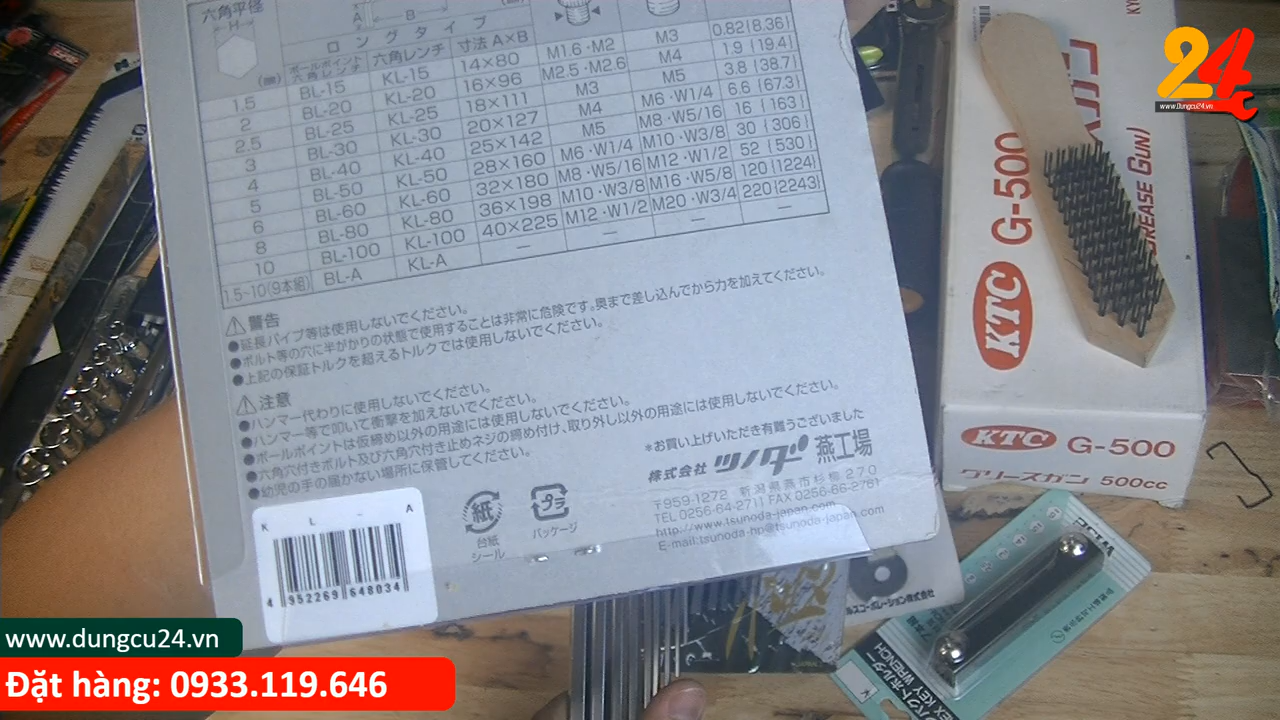 六角平径
H
A
B
ロングタイプ
(mm) ボールポイント六角レンチ 六角レンチ 寸法 A×B
1.5 BL-15 KL-15 14×80 M1.6・M2 M3 0.82{8.36}
2 BL-20 KL-20 16×96 M2.5・M2.6 M4 1.9{19.4}
2.5 BL-25 KL-25 18×111 M3 M5 3.8{38.7}
3 BL-30 KL-30 20×127 M4 M6・W1/4 6.6{67.3}
4 BL-40 KL-40 25×142 M5 M8・W5/16 16{163}
5 BL-50 KL-50 28×160 M6・W1/4 M10・W3/8 30{306}
6 BL-60 KL-60 32×180 M8・W5/16 M12・W1/2 52{530}
8 BL-80 KL-80 36×198 M10・W3/8 M16・W5/8 120{1224}
10 BL-100 KL-100 40×225 M12・W1/2 M20・W3/4 220{2243}
1.5~10(9本組) BL-A KL-A — — — —
警告
●延長パイプ等は使用しないでください。
●ボルト等の穴に半がかりの状態で使用することは非常に危険です。奥まで差し込んでから力を加えてください。
●上記の保証トルクを超えるトルクでは使用しないでください。
注意
●ハンマー代わりに使用しないでください。
●ハンマー等で叩いて衝撃を加えないでください。
●ボールポイントは仮締め以外の用途には使用しないでください。
●六角穴付きボルト及び六角穴付き止めネジの締め付け、取り外し以外の用途には使用しないでください。
●幼児の手の届かない場所に保管してください。
*お買い上げいただき有難うございました
株式会社 ツノダ 燕工場
〒959-1272 新潟県燕市杉柳270
TEL 0256-64-2711 FAX 0256-66-2761
http://www.tsunoda-japan.com
E-mail:tsunoda-hp@tsunoda-japan.com
紙
台紙
シール
プラ
パッケージ
K L - A
4 952269 648034
24
www.Dungcu24.vn
KTC G-500
GREASE GUN)
KTC G-500
グリースガン 500cc
ルスコーポレーション株式会社
HEX KEY WRENCH
www.dungcu24.vn
Đặt hàng: 0933.119.646